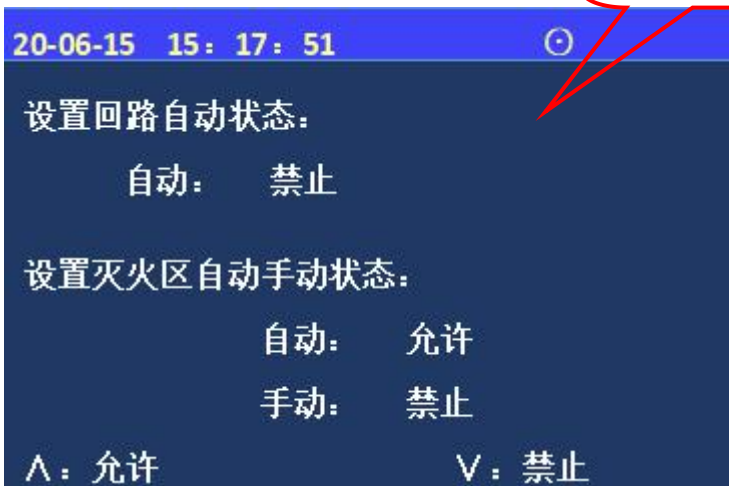 20-06-15 15：17：51
设置回路自动状态：
自动： 禁止
设置灭火区自动手动状态：
自动： 允许
手动： 禁止
∧：允许 ∨：禁止